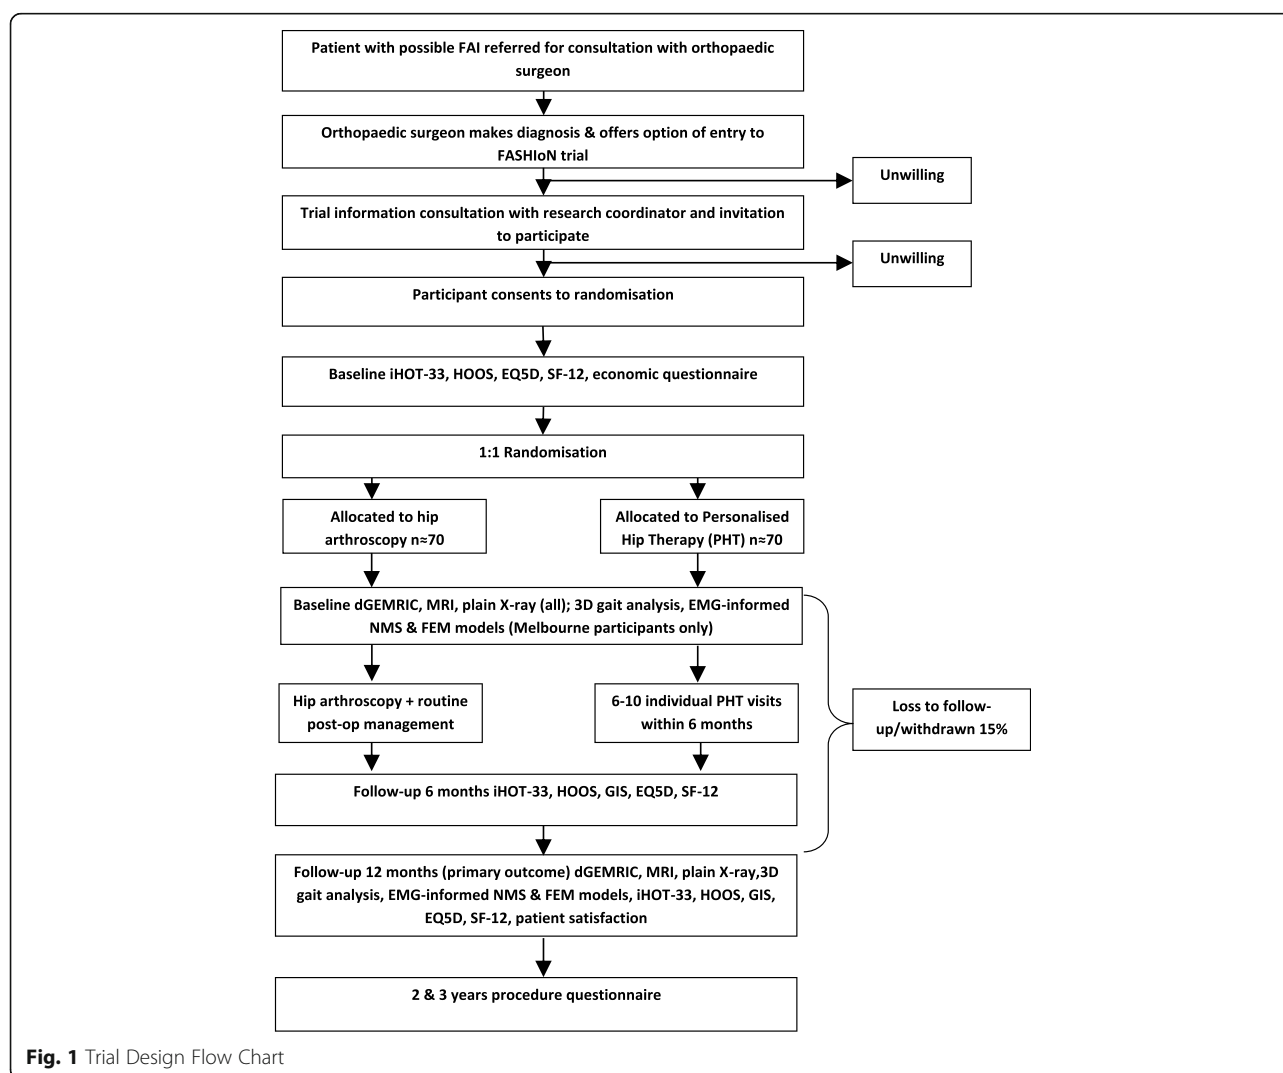 Patient with possible FAI referred for consultation with orthopaedic
surgeon
Orthopaedic surgeon makes diagnosis & offers option of entry to
FASHIoN trial
Unwilling
Trial information consultation with research coordinator and invitation
to participate
Unwilling
Participant consents to randomisation
Baseline iHOT-33, HOOS, EQ5D, SF-12, economic questionnaire
1:1 Randomisation
Allocated to hip
arthroscopy n≈70
Allocated to Personalised
Hip Therapy (PHT) n≈70
Baseline dGEMRIC, MRI, plain X-ray (all); 3D gait analysis, EMG-informed
NMS & FEM models (Melbourne participants only)
Hip arthroscopy + routine
post-op management
6-10 individual PHT visits
within 6 months
Loss to follow-
up/withdrawn 15%
Follow-up 6 months iHOT-33, HOOS, GIS, EQ5D, SF-12
Follow-up 12 months (primary outcome) dGEMRIC, MRI, plain X-ray,3D
gait analysis, EMG-informed NMS & FEM models, iHOT-33, HOOS, GIS,
EQ5D, SF-12, patient satisfaction
2 & 3 years procedure questionnaire
Fig. 1 Trial Design Flow Chart